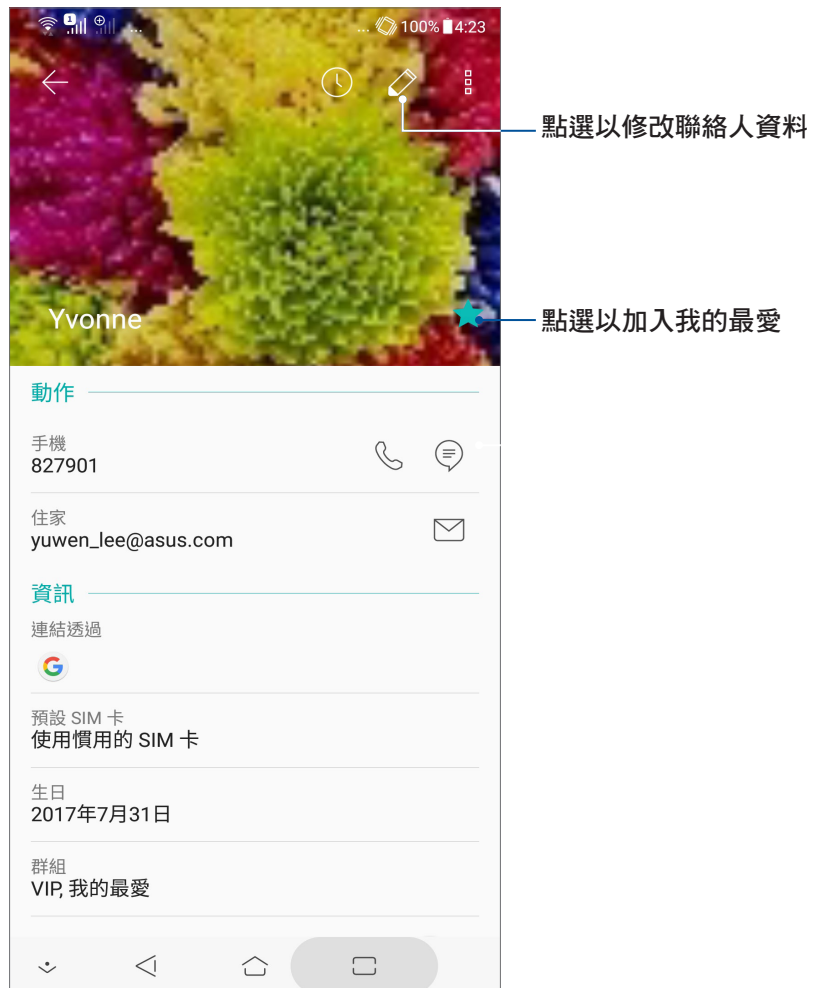 1
... 
... 100% 4:23
點選以修改聯絡人資料
Yvonne
點選以加入我的最愛
動作
手機
827901
住家
yuwen_lee@asus.com
資訊
連結透過
G
預設 SIM 卡
使用慣用的 SIM 卡
生日
2017年7月31日
群組
VIP, 我的最愛